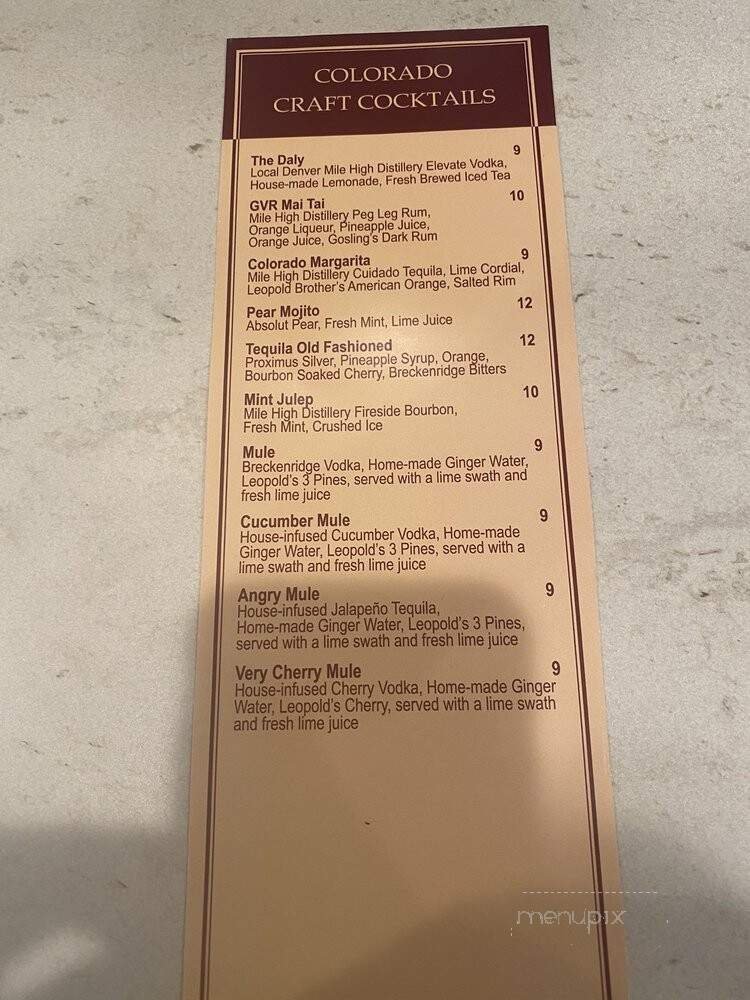 COLORADO
CRAFT COCKTAILS
The Daly 9
Local Denver Mile High Distillery Elevate Vodka,
House-made Lemonade, Fresh Brewed Iced Tea
GVR Mai Tai 10
Mile High Distillery Peg Leg Rum,
Orange Liqueur, Pineapple Juice,
Orange Juice, Gosling's Dark Rum
Colorado Margarita 9
Mile High Distillery Cuidado Tequila, Lime Cordial,
Leopold Brother's American Orange, Salted Rim
Pear Mojito 12
Absolut Pear, Fresh Mint, Lime Juice
Tequila Old Fashioned 12
Proximus Silver, Pineapple Syrup, Orange,
Bourbon Soaked Cherry, Breckenridge Bitters
Mint Julep 10
Mile High Distillery Fireside Bourbon,
Fresh Mint, Crushed Ice
Mule 9
Breckenridge Vodka, Home-made Ginger Water,
Leopold's 3 Pines, served with a lime swath and
fresh lime juice
Cucumber Mule 9
House-infused Cucumber Vodka, Home-made
Ginger Water, Leopold's 3 Pines, served with a
lime swath and fresh lime juice
Angry Mule 9
House-infused Jalapeño Tequila,
Home-made Ginger Water, Leopold's 3 Pines,
served with a lime swath and fresh lime juice
Very Cherry Mule 9
House-infused Cherry Vodka, Home-made Ginger
Water, Leopold's Cherry, served with a lime swath
and fresh lime juice
menupix